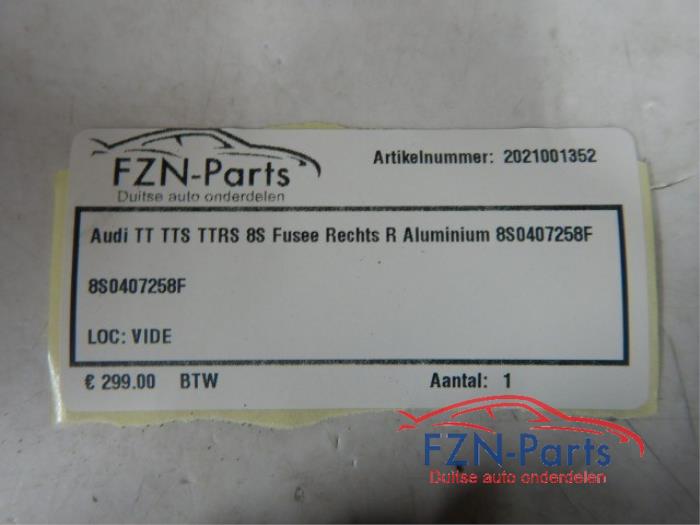 FZN-Parts
Duitse auto onderdelen
Artikelnummer: 2021001352
Audi TT TTS TTRS 8S Fusee Rechts R Aluminium 8S0407258F
8S0407258F
LOC: VIDE
€ 299.00 BTW
Aantal: 1
FZN-Parts
Duitse auto onderdelen